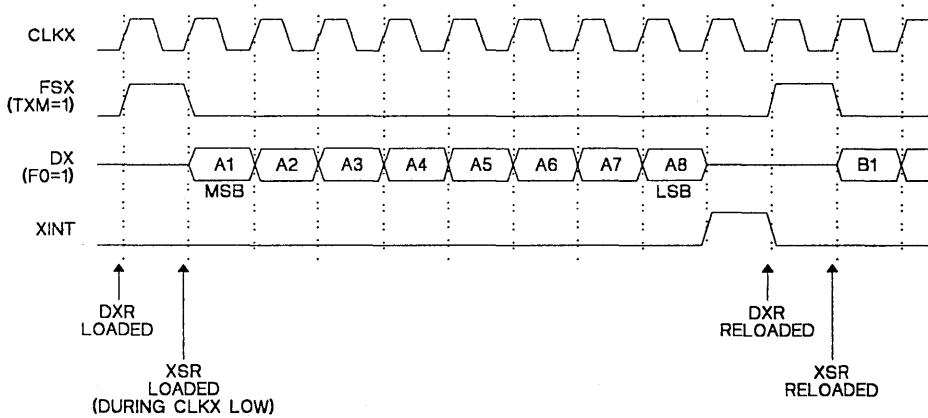 CLKX
FSX
(TXM=1)
DX
(F0=1)
A1 A2 A3 A4 A5 A6 A7 A8 B1
MSB LSB
XINT
DXR
LOADED
XSR
LOADED
(DURING CLKX LOW)
DXR
RELOADED
XSR
RELOADED